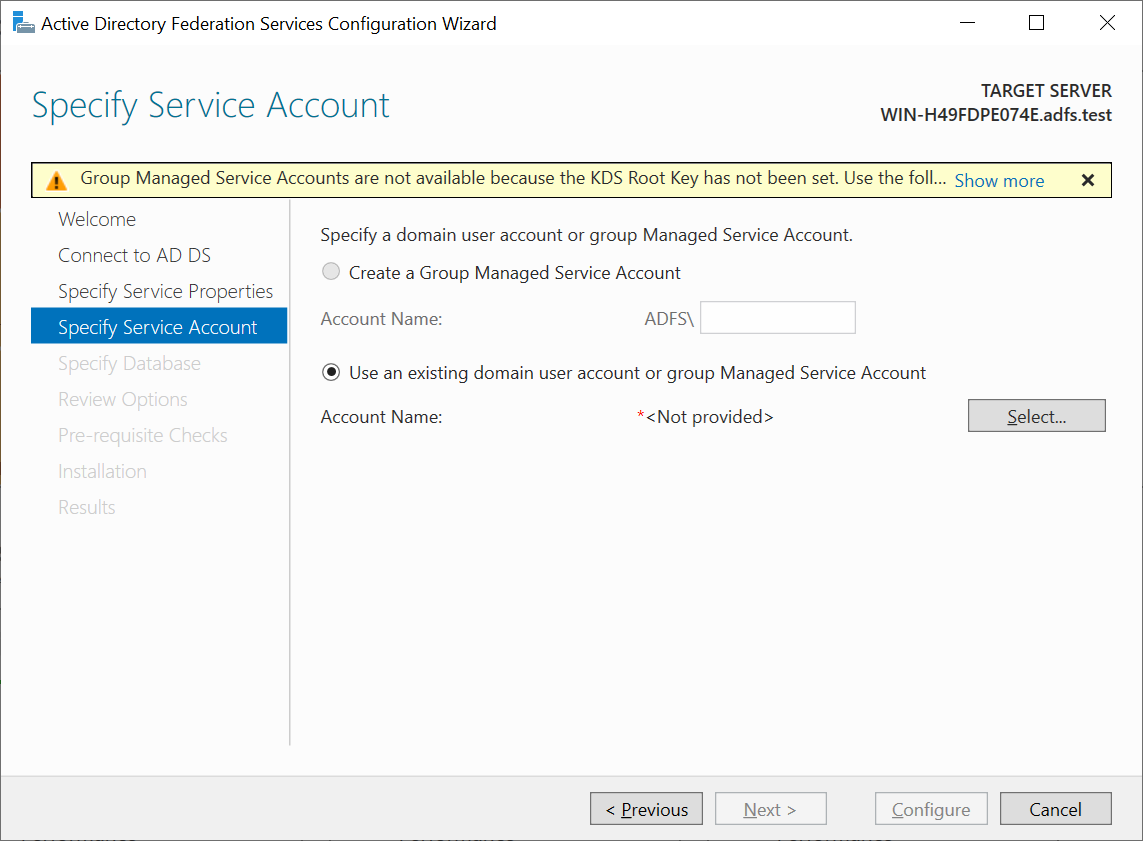 Active Directory Federation Services Configuration Wizard
Specify Service Account
TARGET SERVER
WIN-H49FDPE074E.adfs.test
Group Managed Service Accounts are not available because the KDS Root Key has not been set. Use the foll... Show more
Welcome
Connect to AD DS
Specify Service Properties
Specify Service Account
Specify Database
Review Options
Pre-requisite Checks
Installation
Results
Specify a domain user account or group Managed Service Account.
Create a Group Managed Service Account
Account Name: ADFS\
Use an existing domain user account or group Managed Service Account
Account Name: *<Not provided> Select...
< Previous Next > Configure Cancel